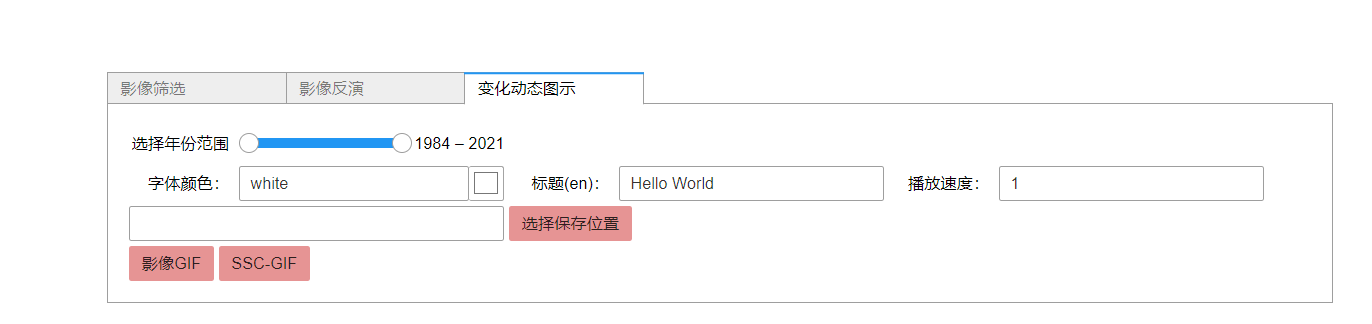 影像筛选 影像反演 变化动态图示
选择年份范围 1984 – 2021
字体颜色： white 标题(en)： Hello World 播放速度： 1
选择保存位置
影像GIF SSC-GIF